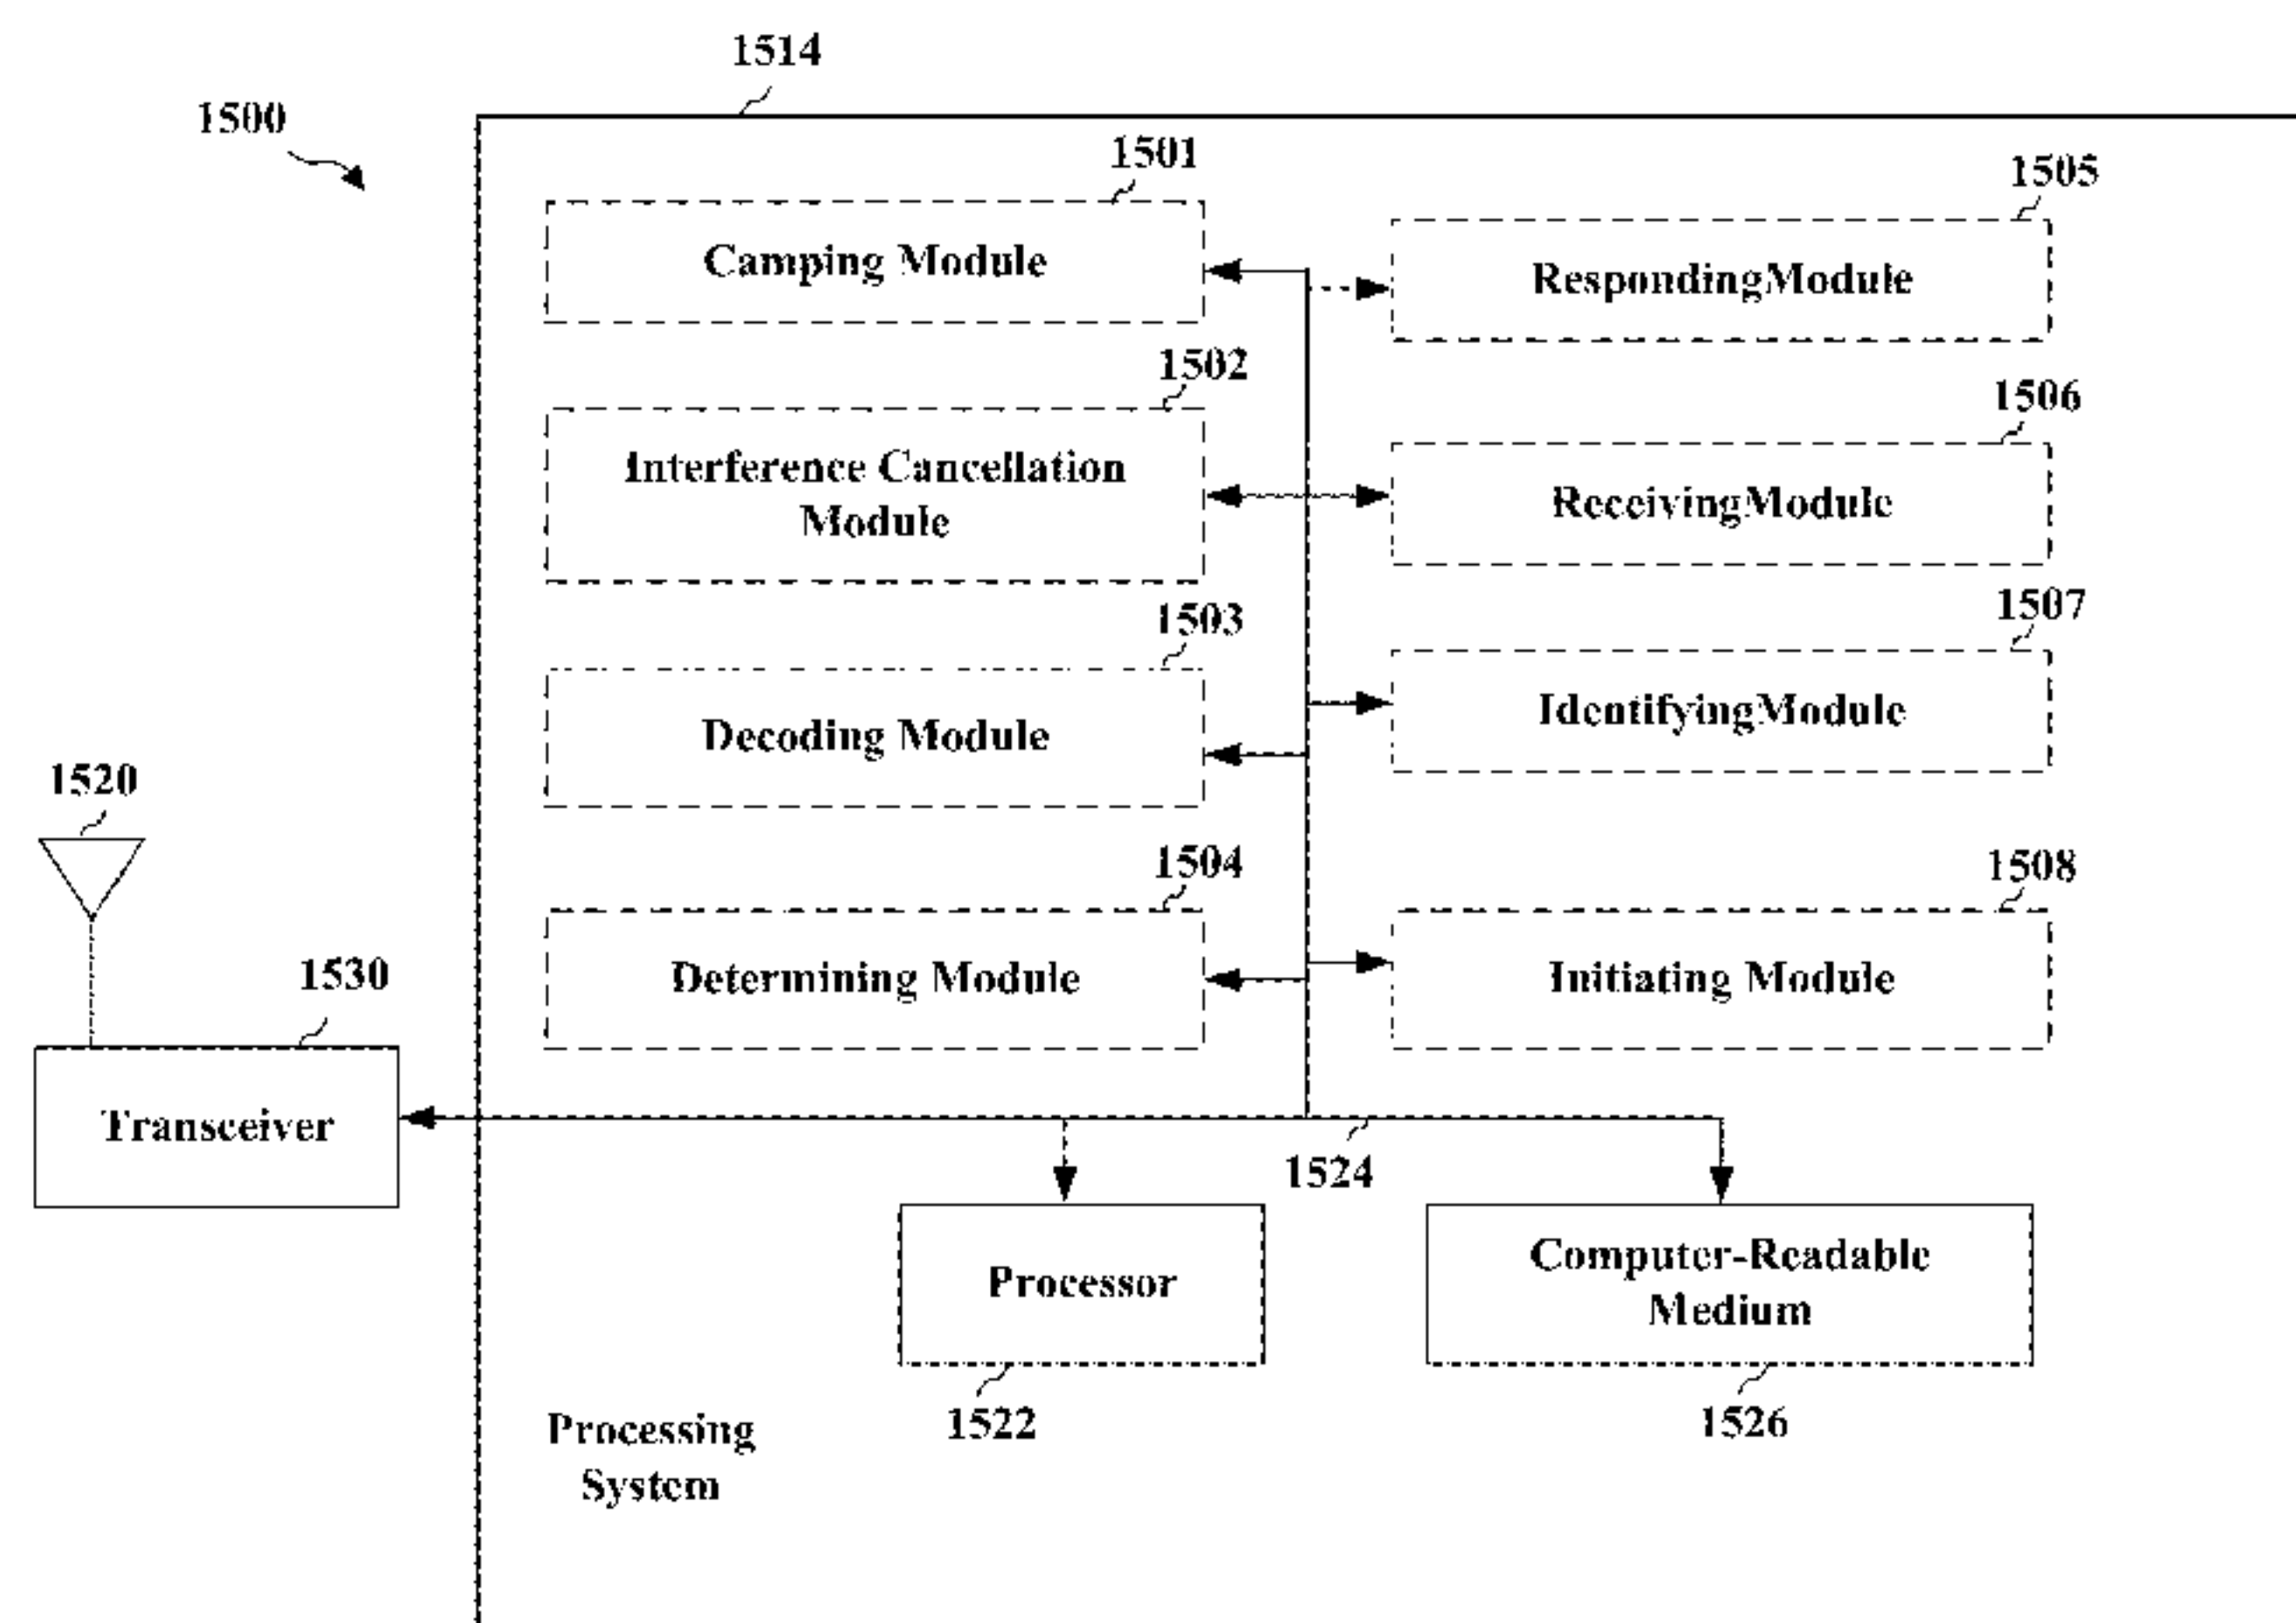 1514
1500
1501
Camping Module
1505
RespondingModule
1502
Interference Cancellation
Module
1506
ReceivingModule
1503
Decoding Module
1507
IdentifyingModule
1520
1504
Determining Module
1508
Initiating Module
1530
Transceiver
1524
Processor
Computer-Readable
Medium
1522
1526
Processing
System